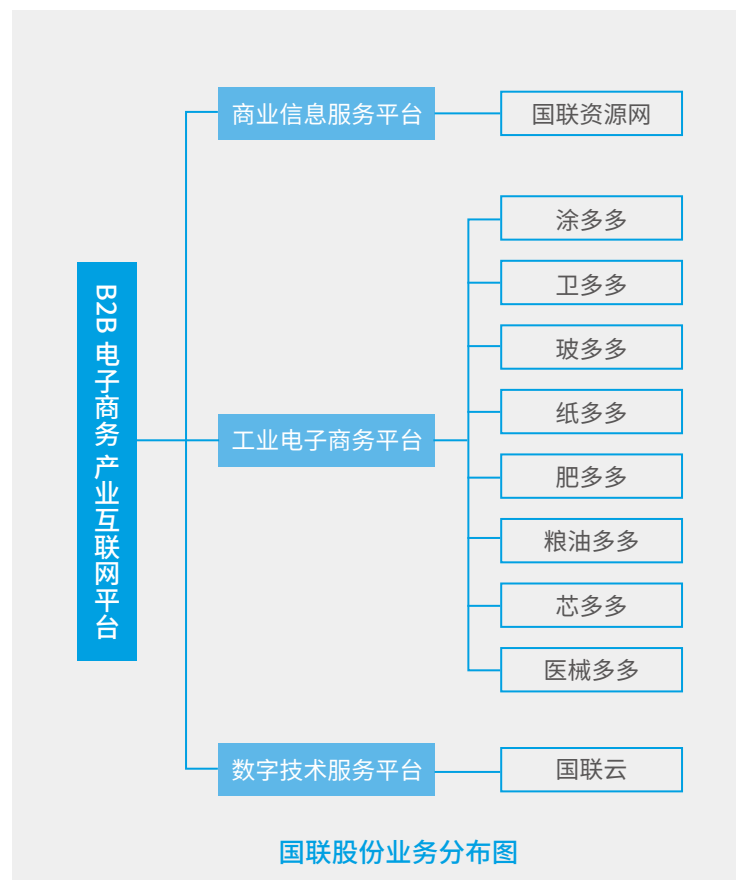 商业信息服务平台
国联资源网
B2B 电子商务 产业互联网平台
工业电子商务平台
涂多多
卫多多
玻多多
纸多多
肥多多
粮油多多
芯多多
医械多多
数字技术服务平台
国联云
国联股份业务分布图